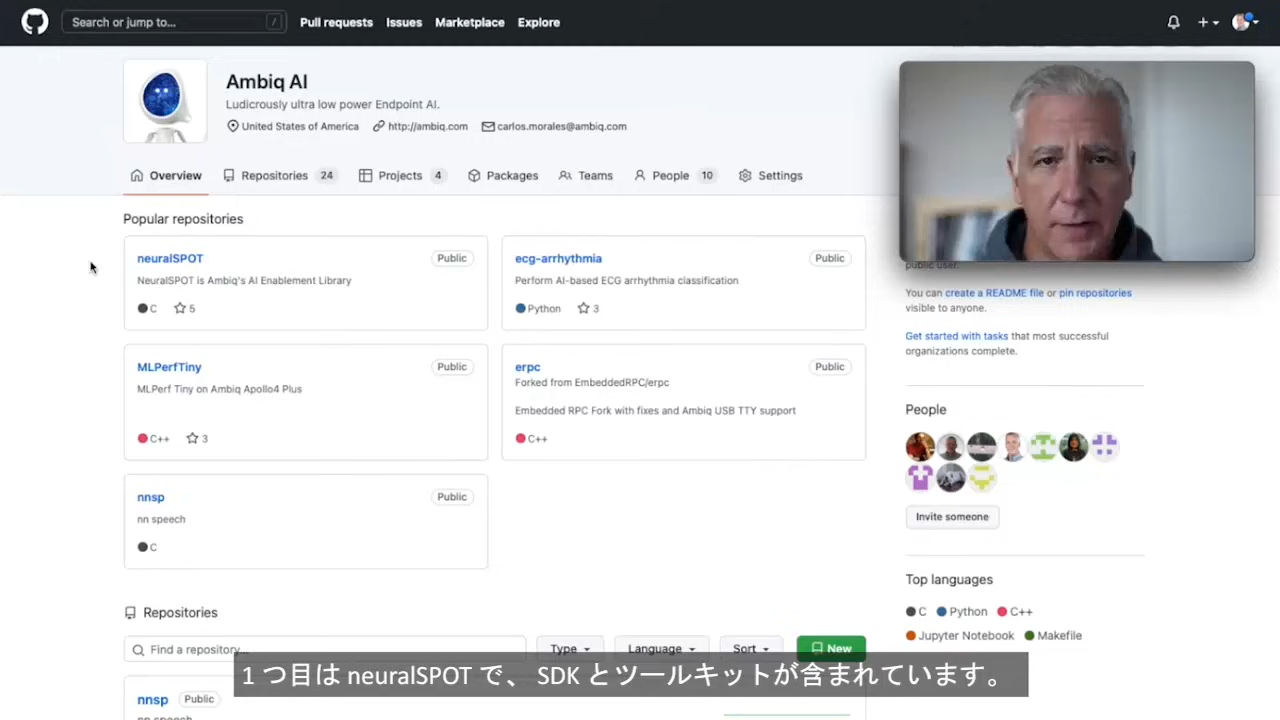 Search or jump to...
/
Pull requests
Issues
Marketplace
Explore
Ambiq AI
Ludicrously ultra low power Endpoint AI.
United States of America
http://ambiq.com
carlos.morales@ambiq.com
Overview
Repositories 24
Projects 4
Packages
Teams
People 10
Settings
Popular repositories
neuralSPOT
Public
NeuralSPOT is Ambiq's AI Enablement Library
C
5
ecg-arrhythmia
Public
Perform AI-based ECG arrhythmia classification
Python
3
MLPerfTiny
Public
MLPerf Tiny on Ambiq Apollo4 Plus
C++
3
erpc
Public
Forked from EmbeddedRPC/erpc
Embedded RPC Fork with fixes and Ambiq USB TTY support
C++
nnsp
Public
nn speech
C
Repositories
Find a repository...
Type
Language
Sort
New
nnsp
Public
nn speech
public user.
You can create a README file or pin repositories
visible to anyone.
Get started with tasks that most successful
organizations complete.
People
Invite someone
Top languages
C
Python
C++
Jupyter Notebook
Makefile
1 つ目は neuralSPOT で、 SDK とツールキットが含まれています。